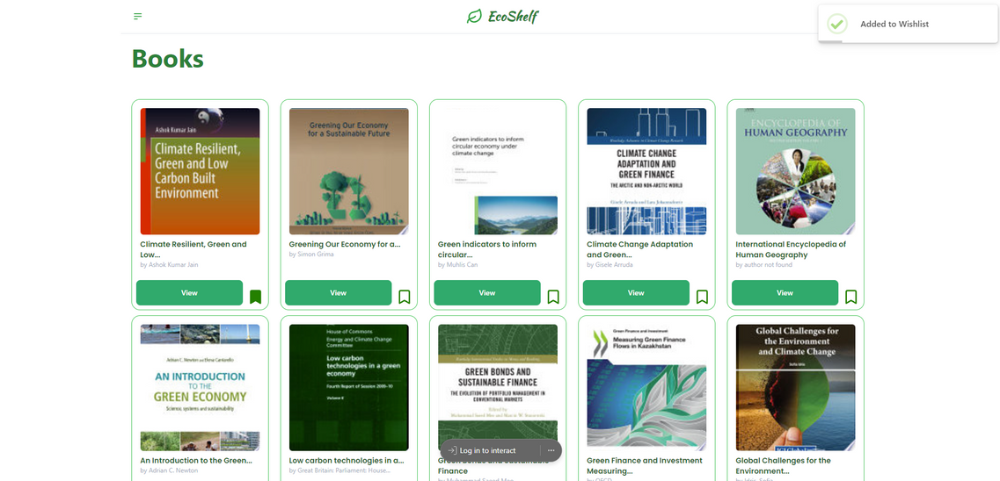 EcoShelf
Added to Wishlist
Books
Ashok Kumar Jain
Climate Resilient,
Green and Low
Carbon Built
Environment
Climate Resilient, Green and
Low...
by Ashok Kumar Jain
View
Greening Our Economy
for a Sustainable Future
Greening Our Economy for a...
by Simon Grima
View
Green indicators to inform
circular economy under
climate change
Green indicators to inform
circular...
by Muhlis Can
View
CLIMATE CHANGE
ADAPTATION AND
GREEN FINANCE
THE ARCTIC AND NON-ARCTIC WORLD
Climate Change Adaptation
and Green...
by Gisele Arruda
View
ENCYCLOPEDIA OF
HUMAN GEOGRAPHY
International Encyclopedia of
Human Geography
by author not found
View
Adrian C. Newton and Elena Cantarello
AN INTRODUCTION
TO THE
GREEN ECONOMY
Science, systems and sustainability
An Introduction to the Green...
by Adrian C. Newton
House of Commons
Energy and Climate Change
Committee
Low carbon
technologies in a green
economy
Fourth Report of Session 2009–10
Volume II
Low carbon technologies in a...
by Great Britain: Parliament: House...
GREEN BONDS AND
SUSTAINABLE FINANCE
THE EVOLUTION OF PORTFOLIO MANAGEMENT IN
CONVENTIONAL MARKETS
Log in to interact
Green Bonds and Sustainable
Finance
Green Finance and Investment
Measuring Green Finance
Flows in Kazakhstan
Green Finance and Investment
Measuring...
by OECD
Global Challenges for
the Environment
and Climate Change
Global Challenges for the
Environment...
by Idris, Sofia